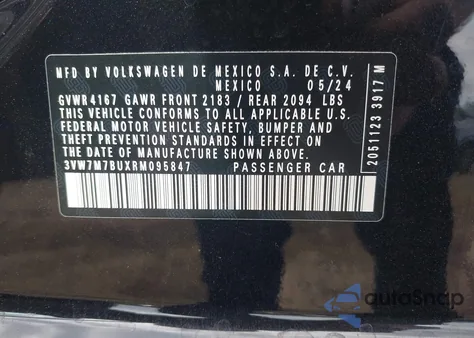 MFD BY VOLKSWAGEN DE MEXICO S.A. DE C.V.
MEXICO 05/24
GVWR 4167 GAWR FRONT 2183 / REAR 2094 LBS
THIS VEHICLE CONFORMS TO ALL APPLICABLE U.S.
FEDERAL MOTOR VEHICLE SAFETY, BUMPER AND
THEFT PREVENTION STANDARDS IN EFFECT ON
THE DATE OF MANUFACTURE SHOWN ABOVE.
3VW7M7BUXRM095847 PASSENGER CAR
2051123 3917 M
autoSnap